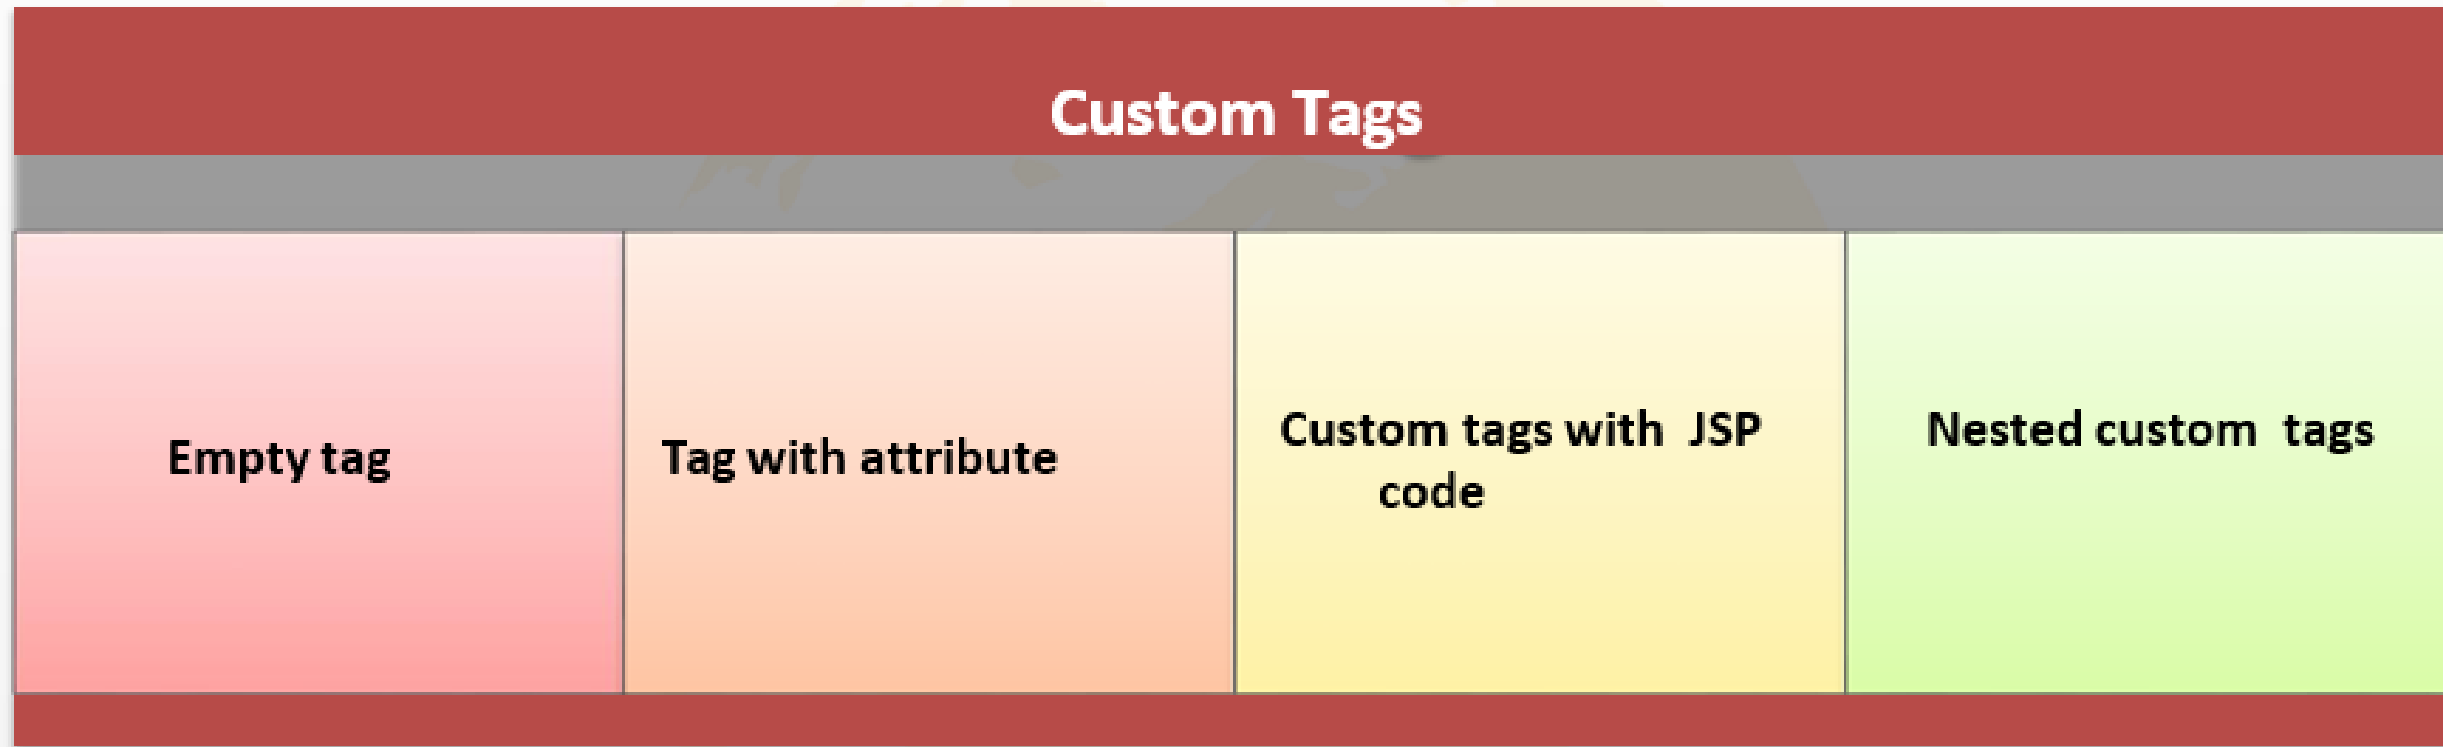 Custom Tags
Empty tag
Tag with attribute
Custom tags with JSP
code
Nested custom tags